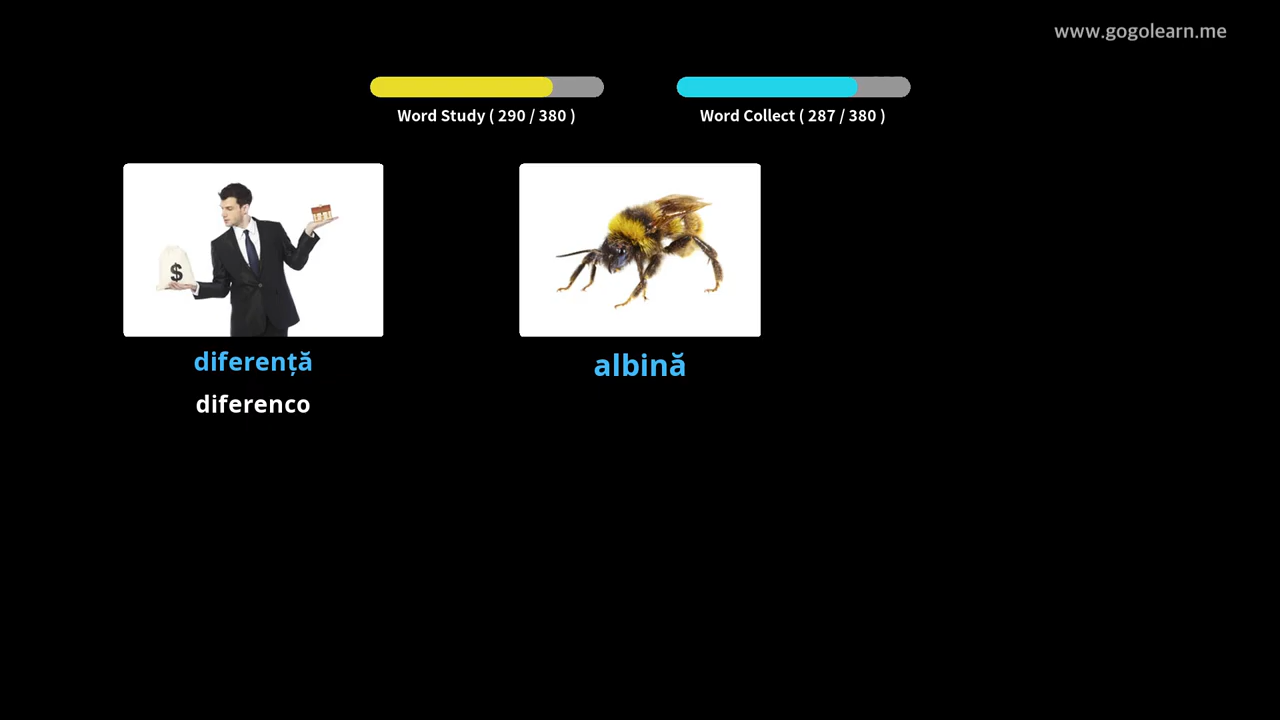 www.gogolearn.me
Word Study ( 290 / 380 )
Word Collect ( 287 / 380 )
$
diferență
albină
diferenco